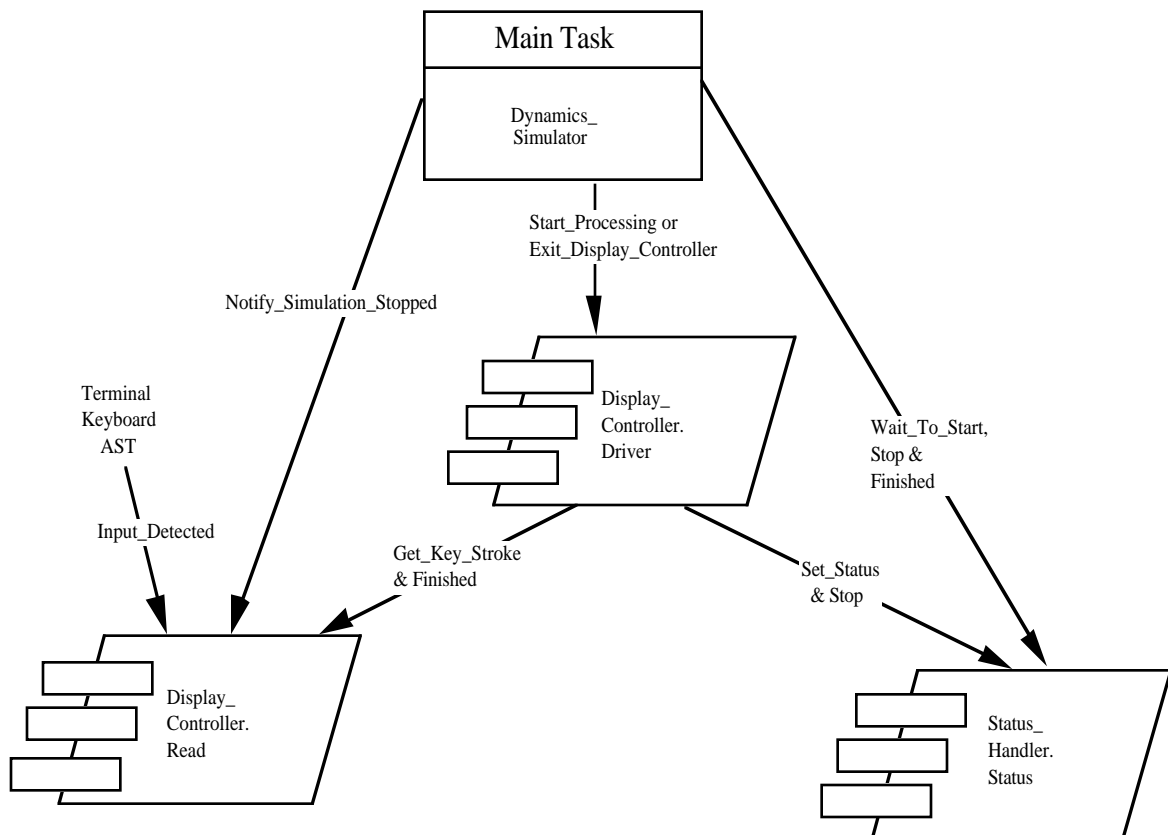 Main Task
Dynamics_
Simulator
Start_Processing or
Exit_Display_Controller
Notify_Simulation_Stopped
Terminal
Keyboard
AST
Display_
Controller.
Driver
Wait_To_Start,
Stop &
Finished
Input_Detected
Get_Key_Stroke
& Finished
Set_Status
& Stop
Display_
Controller.
Read
Status_
Handler.
Status